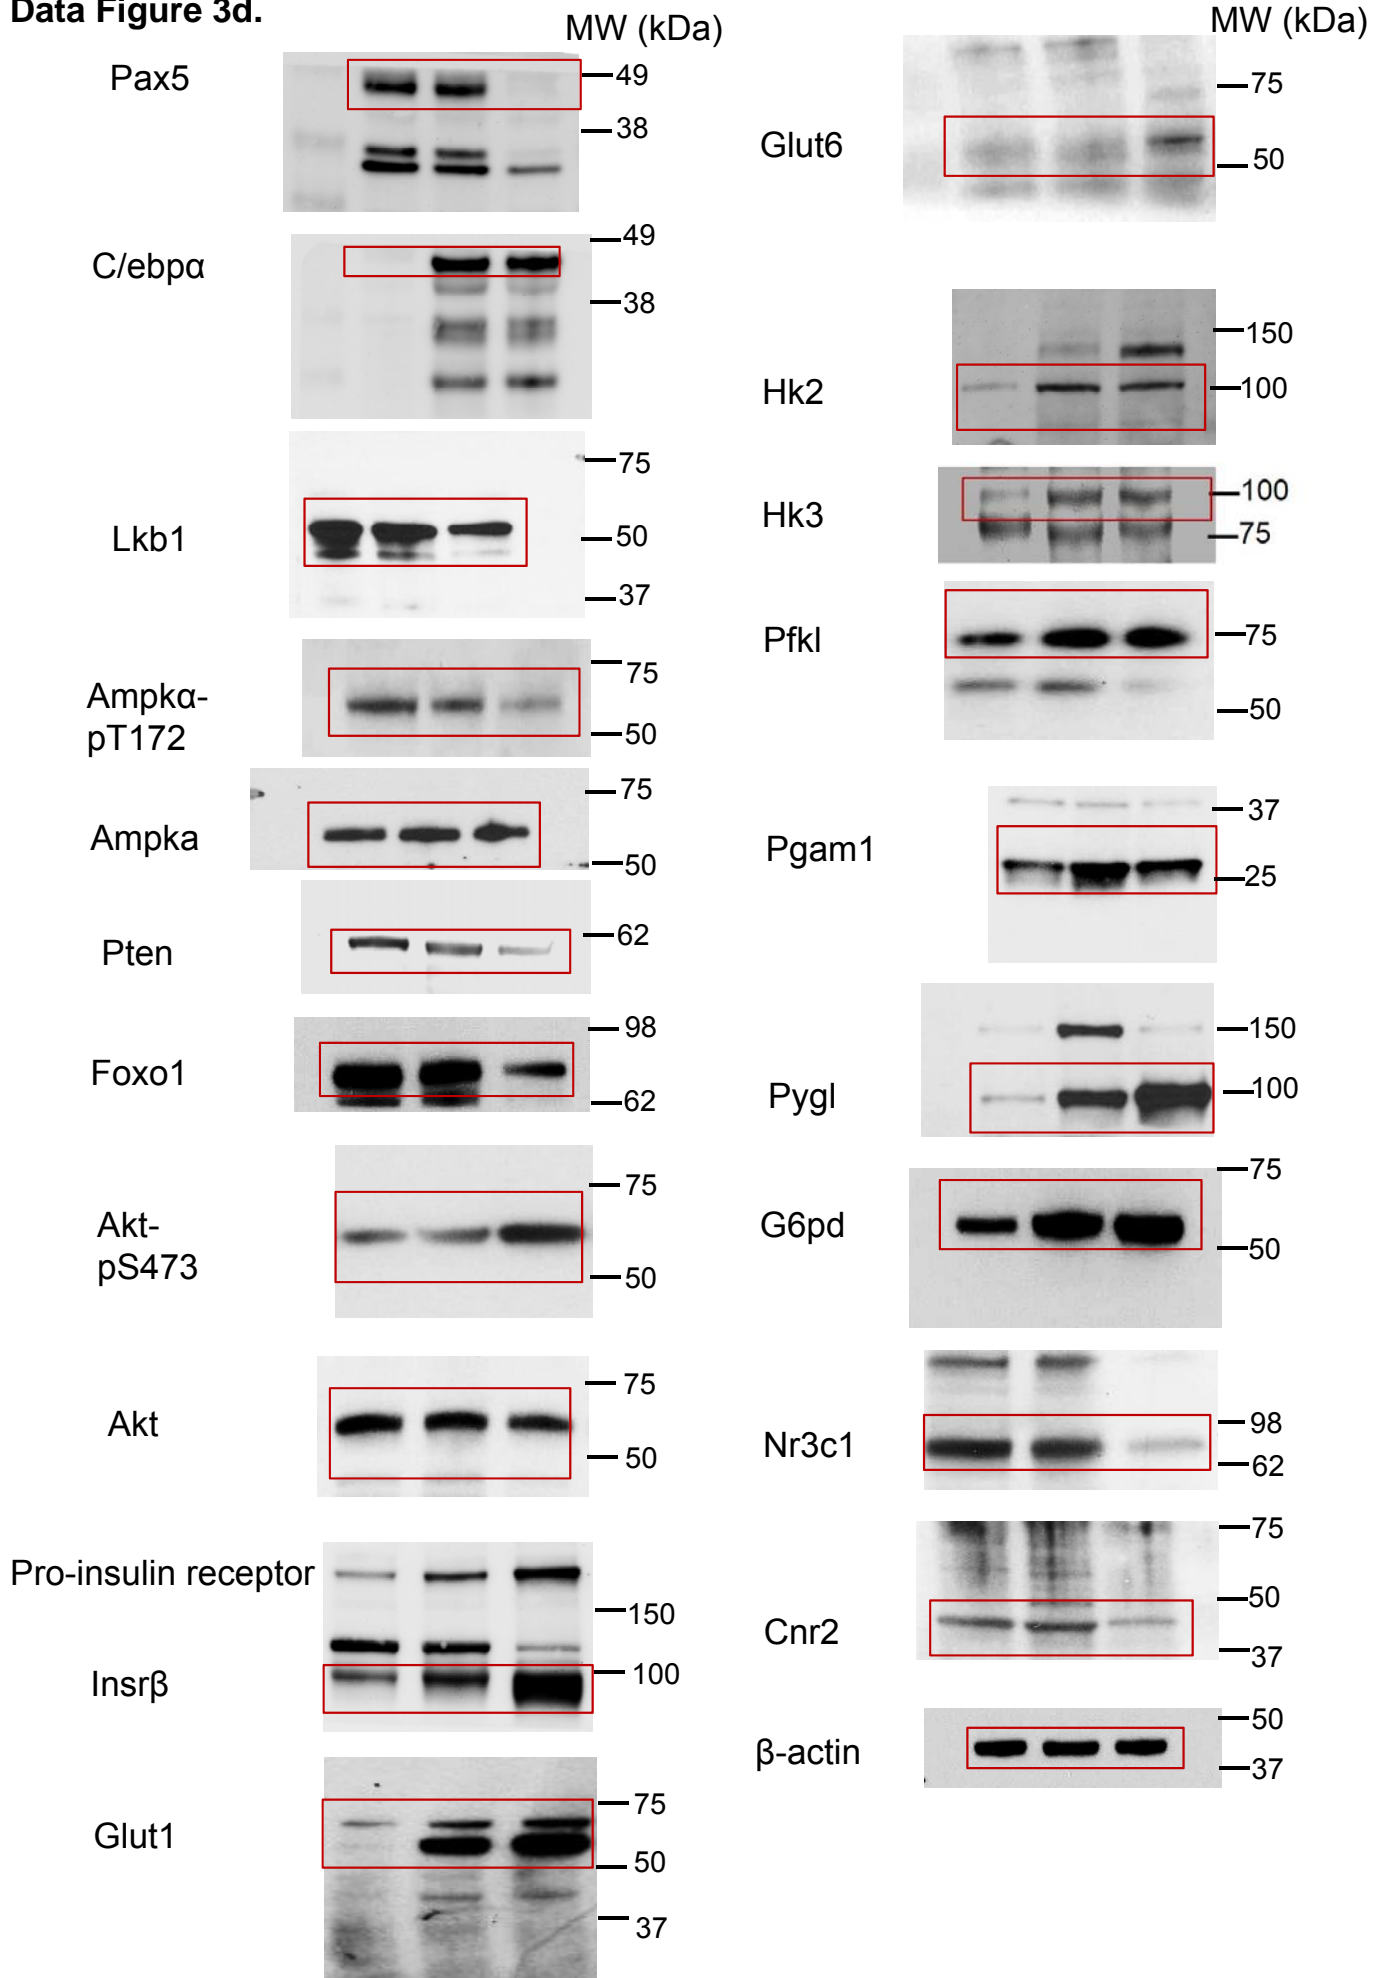 Data Figure 3d.
MW (kDa)
Pax5
49
38
C/ebpα
49
38
Lkb1
75
50
37
Ampkα-
pT172
75
50
Ampka
75
50
Pten
62
Foxo1
98
62
Akt-
pS473
75
50
Akt
75
50
Pro-insulin receptor
150
Insrβ
100
Glut1
75
50
37
MW (kDa)
Glut6
75
50
Hk2
150
100
Hk3
100
75
Pfkl
75
50
Pgam1
37
25
Pygl
150
100
G6pd
75
50
Nr3c1
98
62
Cnr2
75
50
37
β-actin
50
37